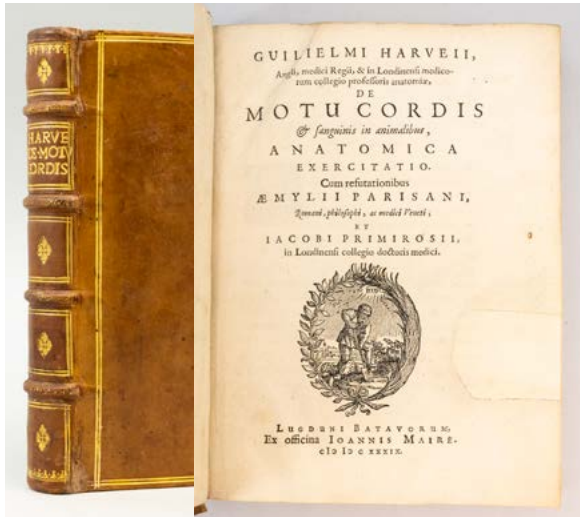 HARVE
DE·MOTV
CORDIS
GUILIELMI HARVEII,
Angli, medici Regii, & in Londinensi medico-
rum collegio professoris anatomiæ,
DE
MOTU CORDIS
& sanguinis in animalibus,
ANATOMICA
EXERCITATIO.
Cum refutationibus
ÆMYLII PARISANI,
Romani, philosophi, ac medici Veneti,
ET
IACOBI PRIMIROSII,
in Londinensi collegio doctoris medici.
LUGDUNI BATAVORUM,
Ex officina IOANNIS MAIRE.
cIɔ Iɔ C XXXIX.